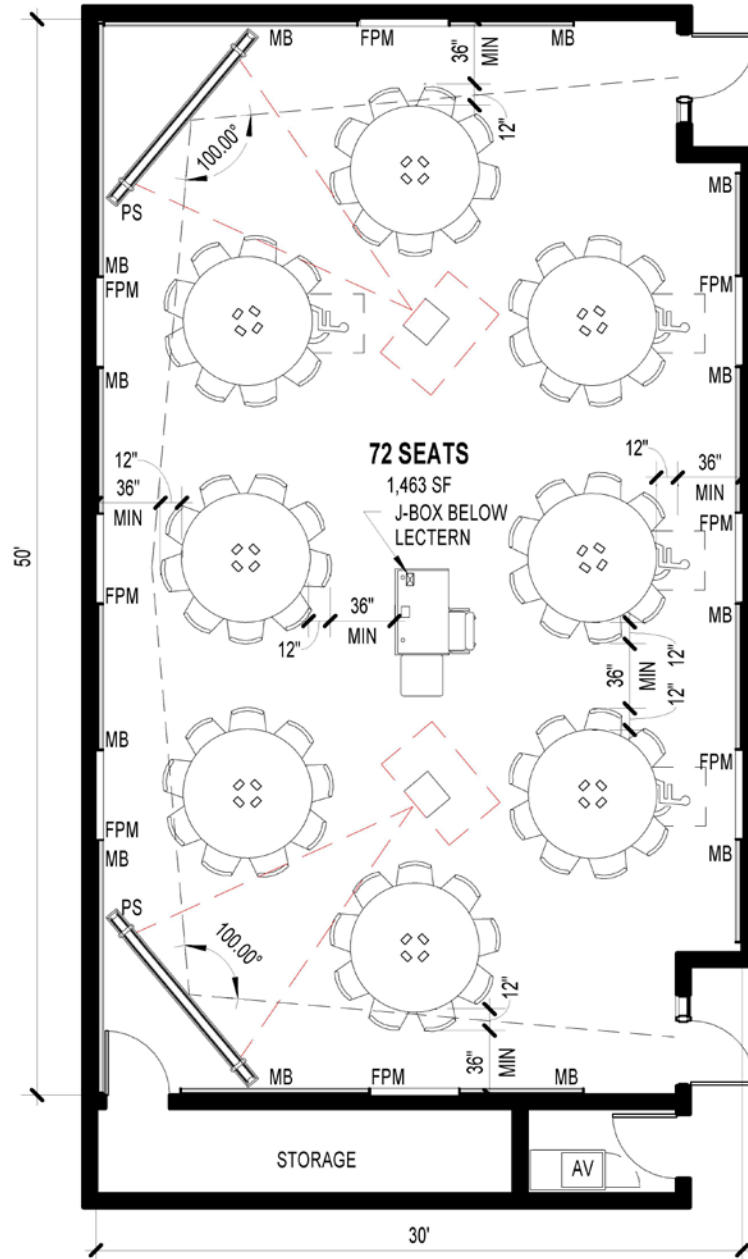 MB
FPM
36"
MIN
MB
12"
100.00°
PS
MB
MB
FPM
FPM
MB
MB
72 SEATS
1,463 SF
J-BOX BELOW
LECTERN
12"
36"
MIN
12"
36"
MIN
FPM
50'
FPM
36"
MIN
12"
MB
12"
36"
MIN
12"
MB
FPM
FPM
MB
MB
PS
100.00°
12"
36"
MIN
MB
FPM
MB
STORAGE
AV
30'